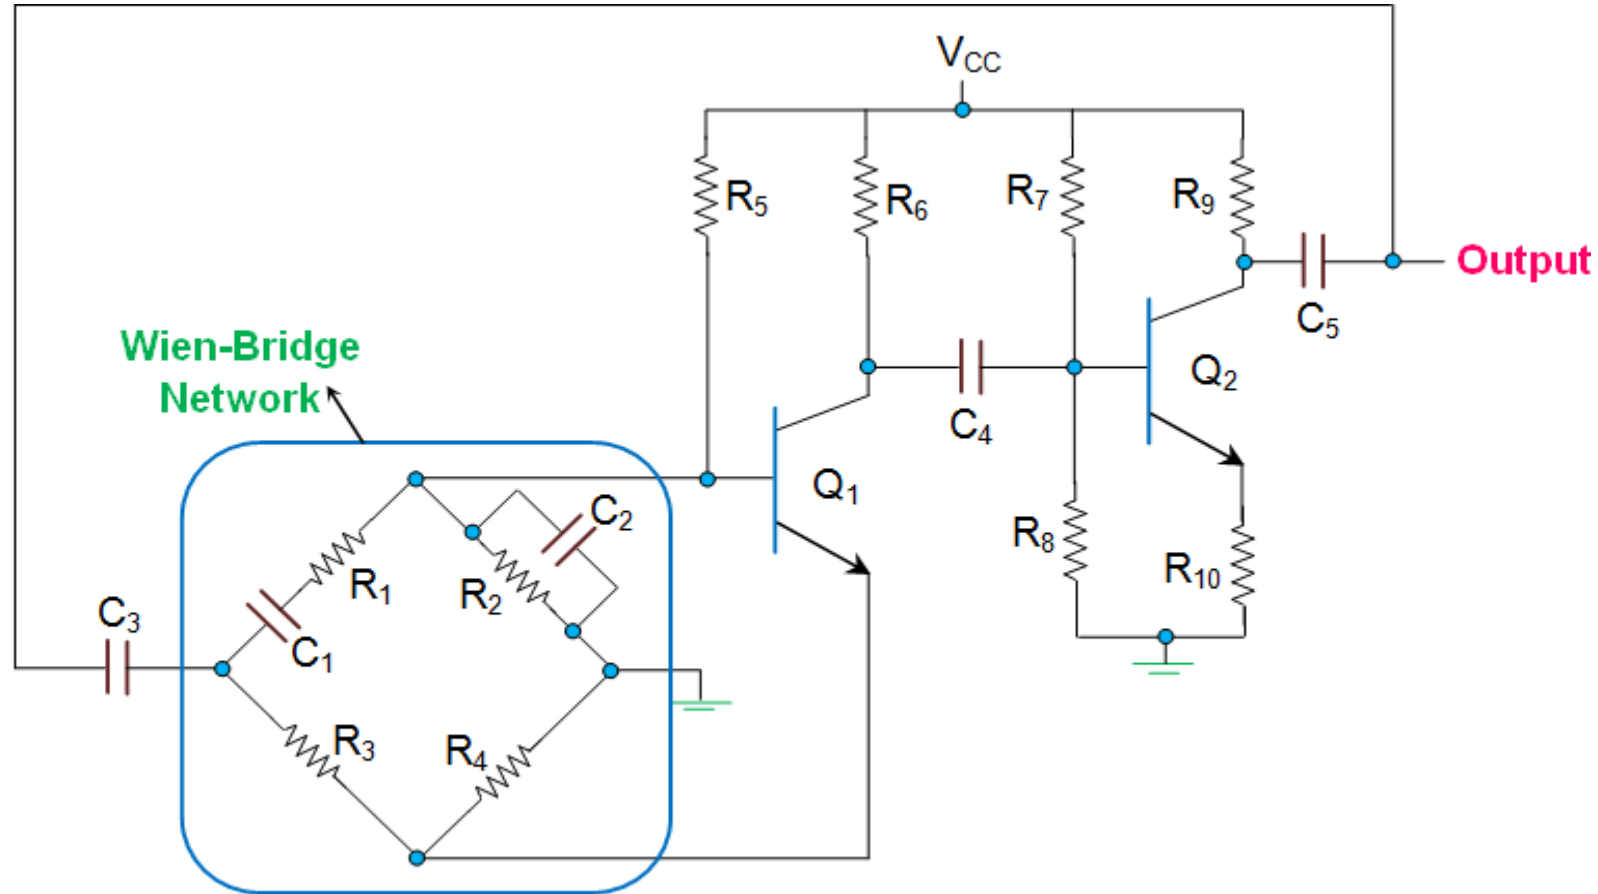 V_CC
R5
R6
R7
R9
Output
C5
Wien-Bridge
Network
Q2
C4
Q1
C2
R8
R1
R2
R10
C3
C1
R3
R4